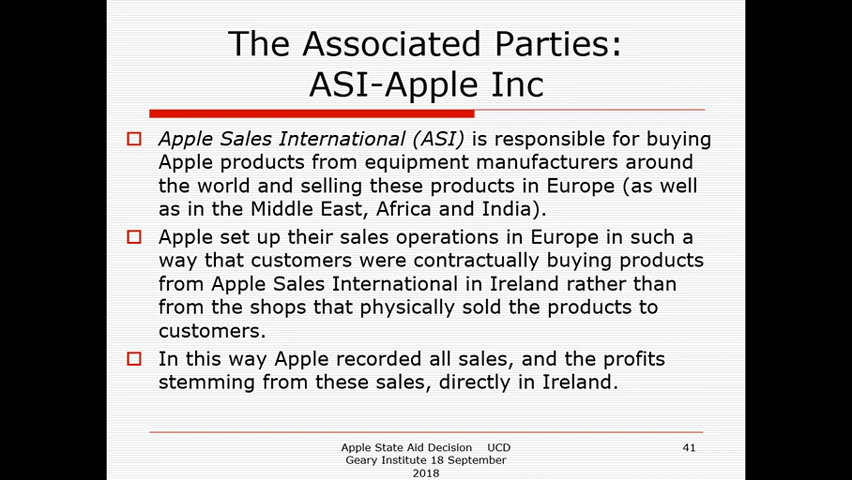 The Associated Parties:
ASI-Apple Inc
Apple Sales International (ASI) is responsible for buying
Apple products from equipment manufacturers around
the world and selling these products in Europe (as well
as in the Middle East, Africa and India).
Apple set up their sales operations in Europe in such a
way that customers were contractually buying products
from Apple Sales International in Ireland rather than
from the shops that physically sold the products to
customers.
In this way Apple recorded all sales, and the profits
stemming from these sales, directly in Ireland.
Apple State Aid Decision UCD
Geary Institute 18 September
2018
41